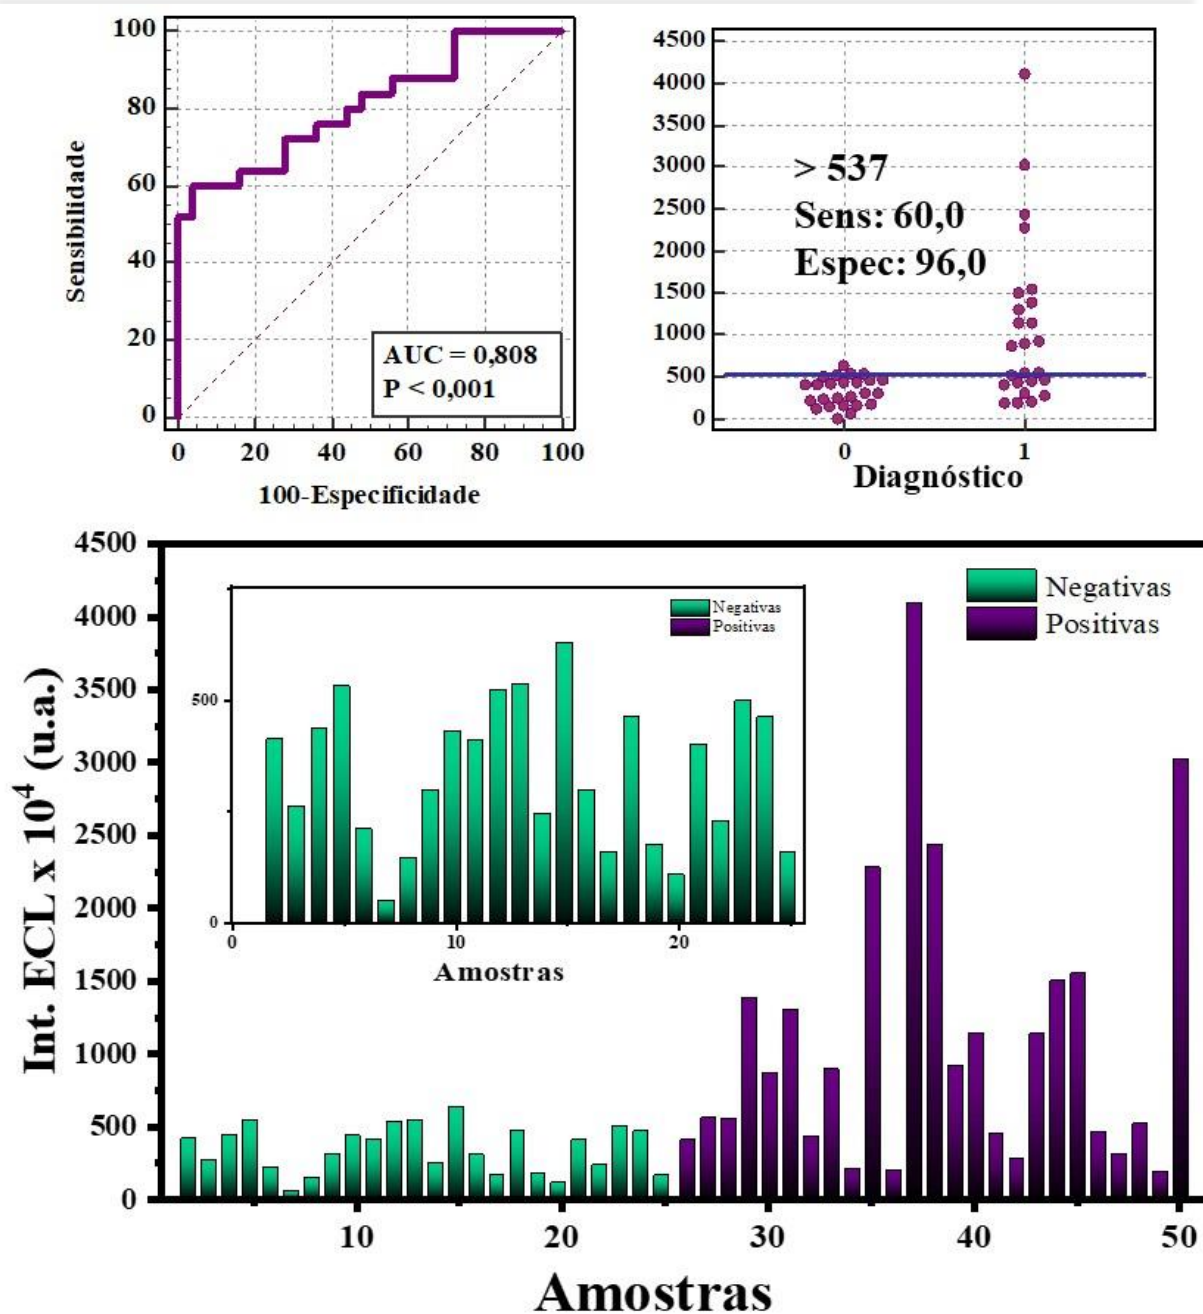 100
80
60
40
20
0
Sensibilidade
AUC = 0,808
P < 0,001
0 20 40 60 80 100
100-Especificidade
4500
4000
3500
3000
2500
2000
1500
1000
500
0
> 537
Sens: 60,0
Espec: 96,0
0 1
Diagnóstico
4500
4000
3500
3000
2500
2000
1500
1000
500
0
Int. ECL x 10⁴ (u.a.)
Negativas
Positivas
500
0
0 10 20
Amostras
Negativas
Positivas
10 20 30 40 50
Amostras